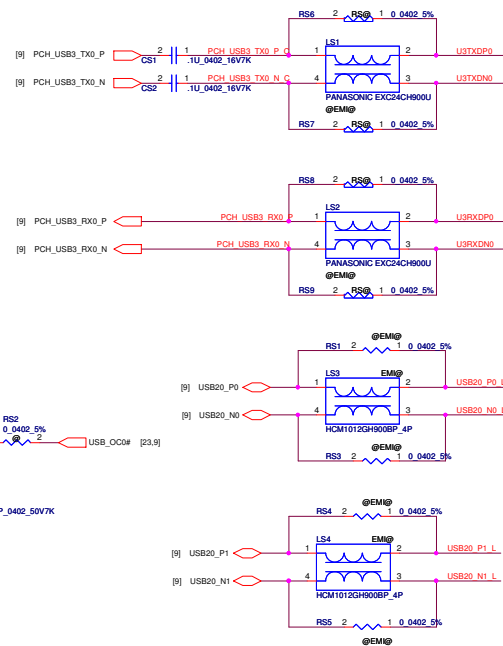 RS6 2 RS@ 1 0_0402_5%
LS1
[9] PCH_USB3_TX0_P 2 1 PCH_USB3_TX0_P_C 1 2 U3TXDP0
CS1 .1U_0402_16V7K
[9] PCH_USB3_TX0_N 2 1 PCH_USB3_TX0_N_C 4 3 U3TXDN0
CS2 .1U_0402_16V7K
PANASONIC EXC24CH900U
@EMI@
RS7 2 RS@ 1 0_0402_5%
RS8 2 RS@ 1 0_0402_5%
LS2
[9] PCH_USB3_RX0_P PCH_USB3_RX0_P 1 2 U3RXDP0
[9] PCH_USB3_RX0_N PCH_USB3_RX0_N 4 3 U3RXDN0
PANASONIC EXC24CH900U
@EMI@
RS9 2 RS@ 1 0_0402_5%
@EMI@
RS1 2 1 0_0402_5%
LS3 EMI@
[9] USB20_P0 1 2 USB20_P0_L
[9] USB20_N0 4 3 USB20_N0_L
HCM1012GH900BP_4P
RS2
0_0402_5%
@ 2 USB_OC0# [23,9]
RS3 2 1 0_0402_5%
@EMI@
@EMI@
P_0402_50V7K
RS4 2 1 0_0402_5%
LS4 EMI@
[9] USB20_P1 1 2 USB20_P1_L
[9] USB20_N1 4 3 USB20_N1_L
HCM1012GH900BP_4P
RS5 2 1 0_0402_5%
@EMI@